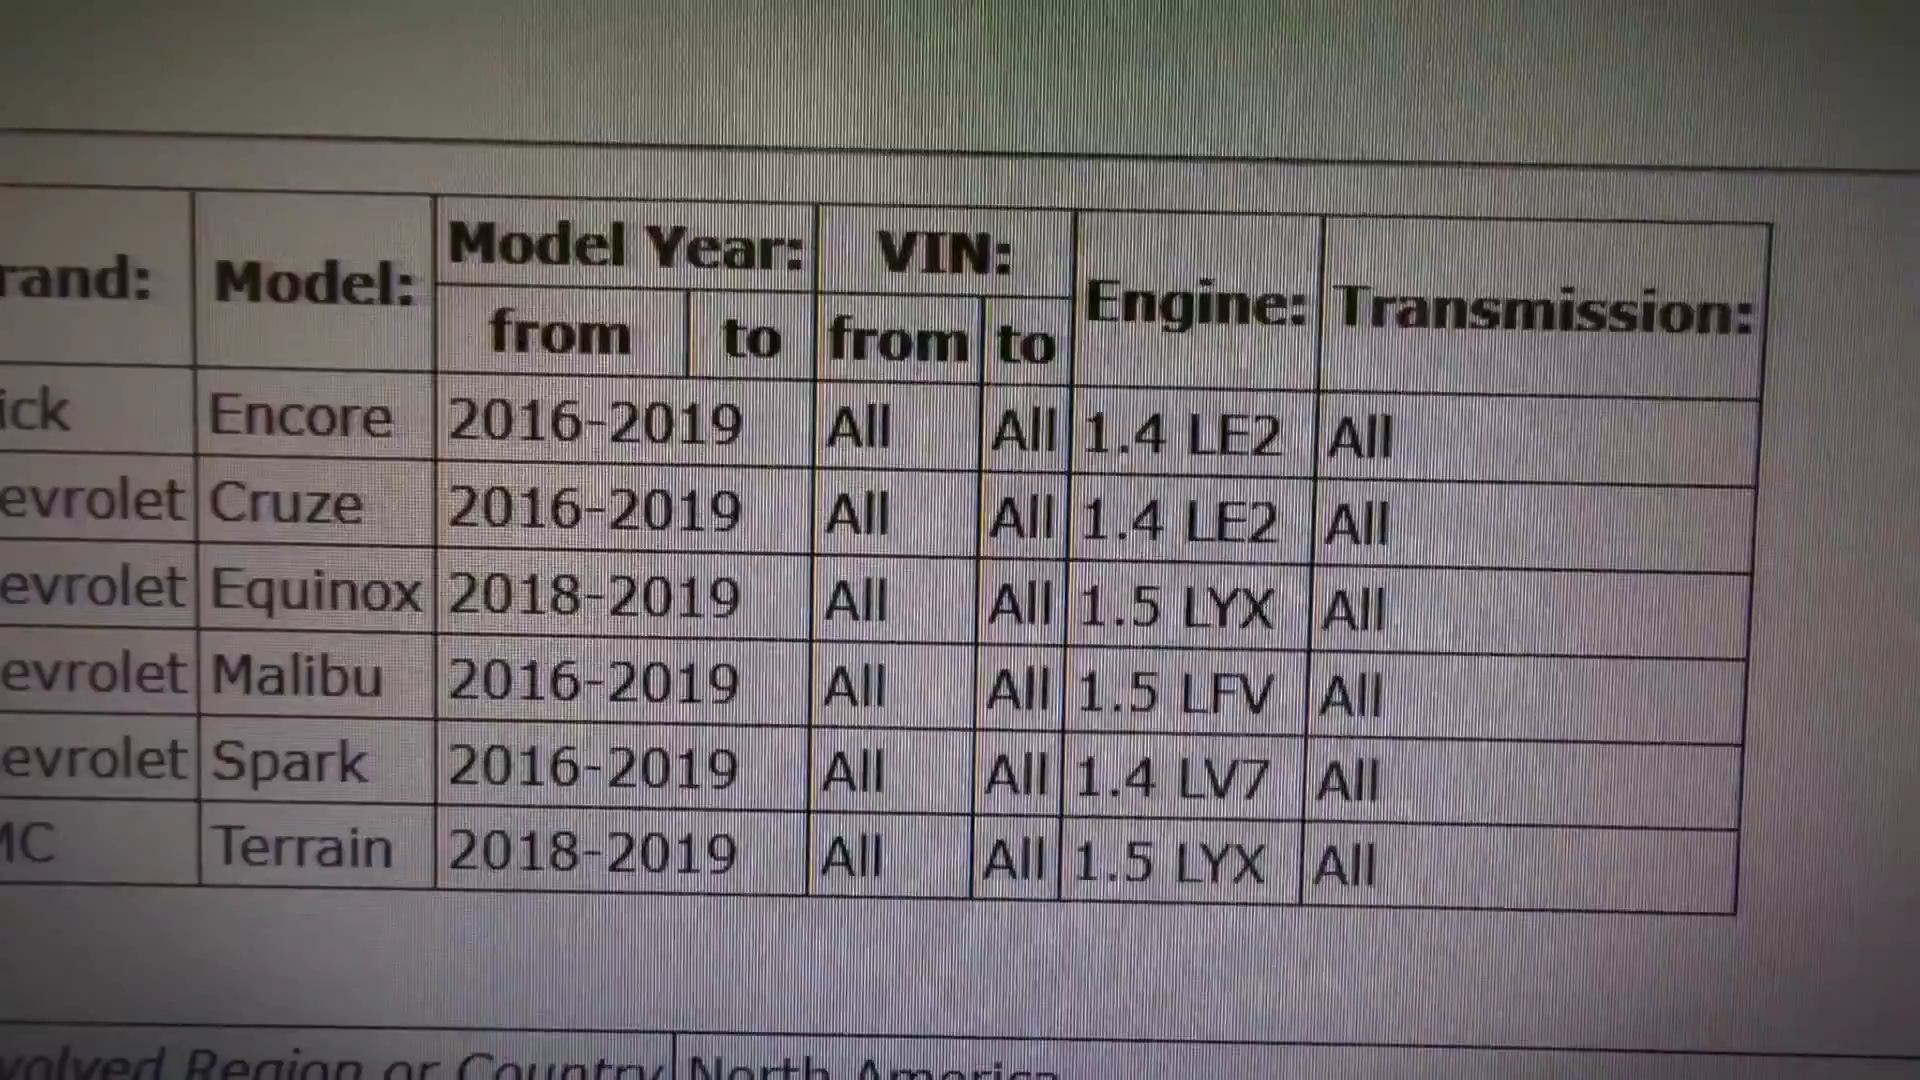 rand: Model: Model Year: VIN: Engine: Transmission:
from to from to
ick Encore 2016-2019 All All 1.4 LE2 All
evrolet Cruze 2016-2019 All All 1.4 LE2 All
evrolet Equinox 2018-2019 All All 1.5 LYX All
evrolet Malibu 2016-2019 All All 1.5 LFV All
evrolet Spark 2016-2019 All All 1.4 LV7 All
MC Terrain 2018-2019 All All 1.5 LYX All
volved Region or Country North America